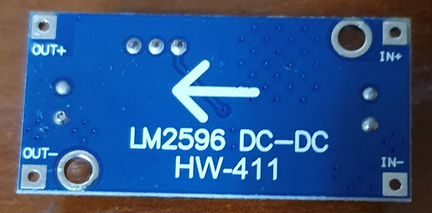 OUT+
IN+
LM2596 DC-DC
HW-411
OUT-
IN-